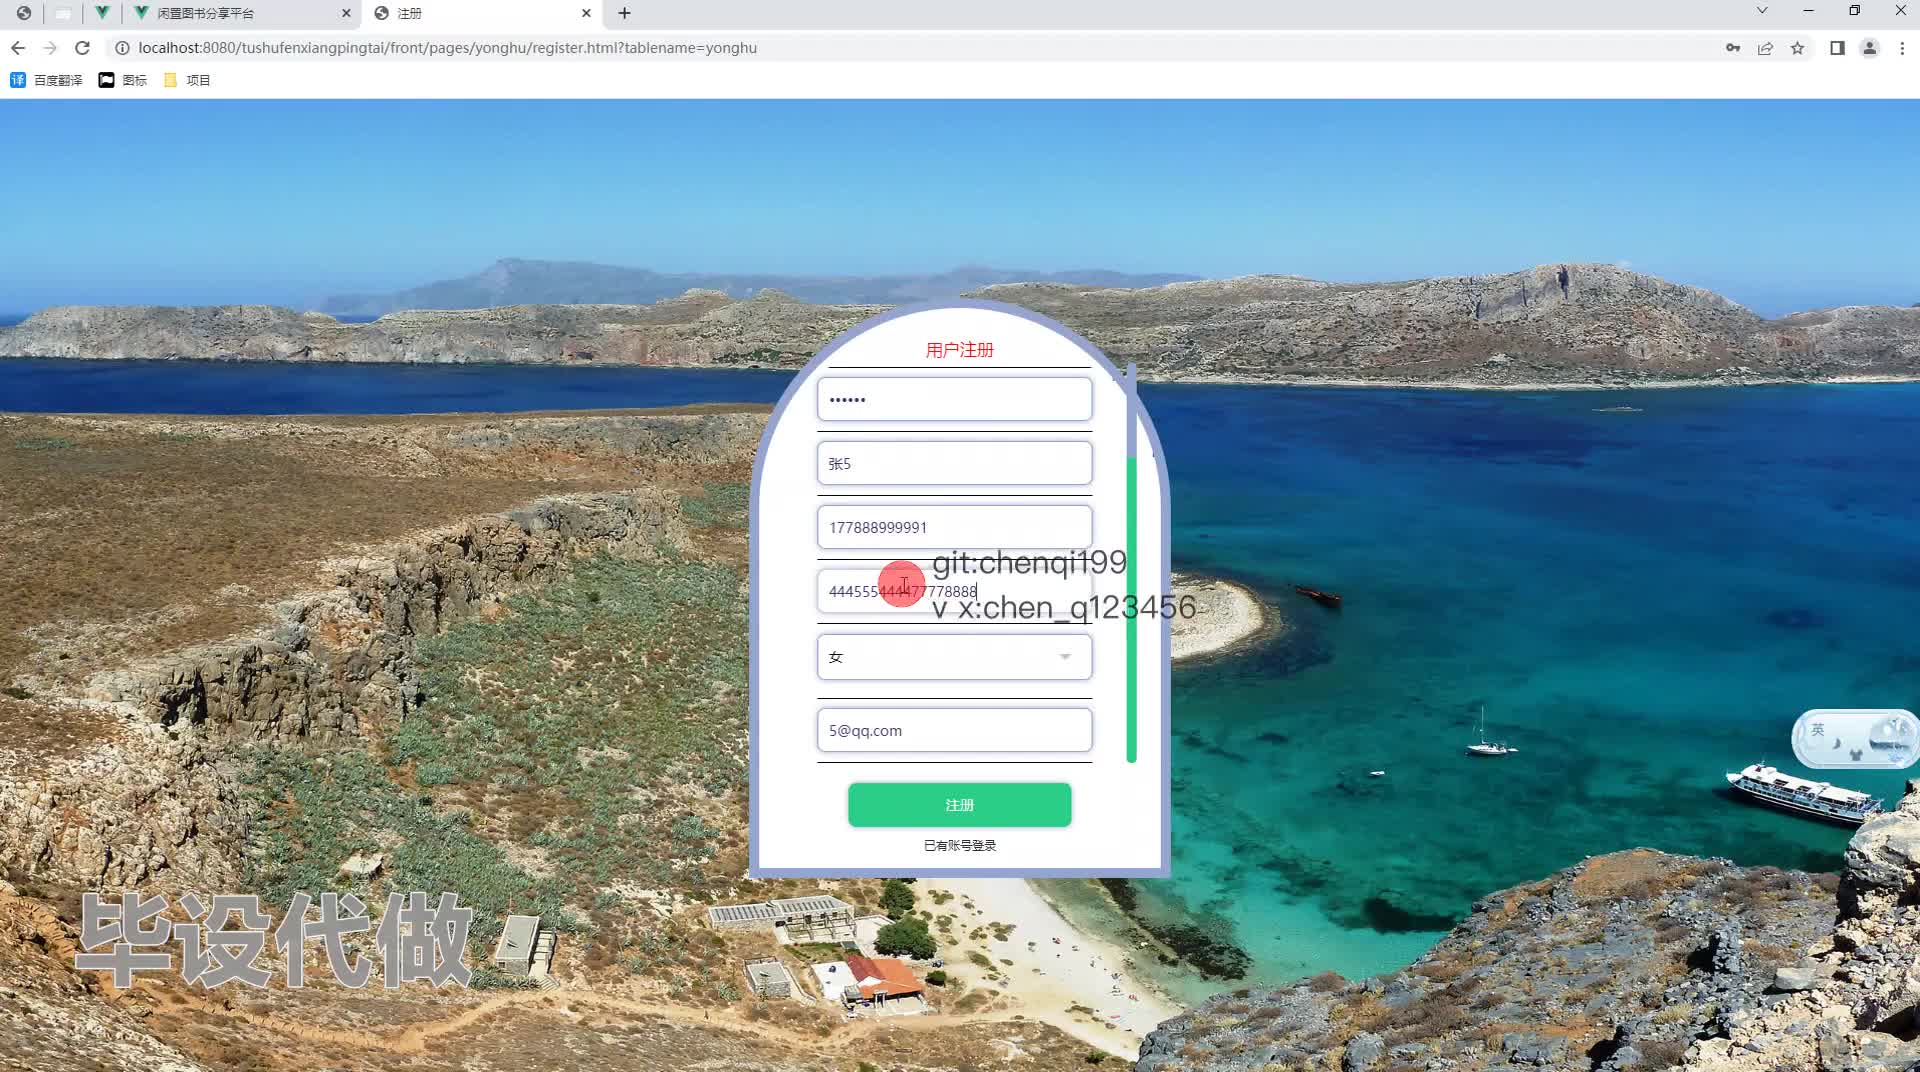 闲置图书分享平台
注册
localhost:8080/tushufenxiangpingtai/front/pages/yonghu/register.html?tablename=yonghu
译 百度翻译 图标 项目
用户注册
••••••
张5
177888999991
git:chenqi199
444555444477778888
v x:chen_q123456
女
英
5@qq.com
注册
已有账号登录
毕设代做